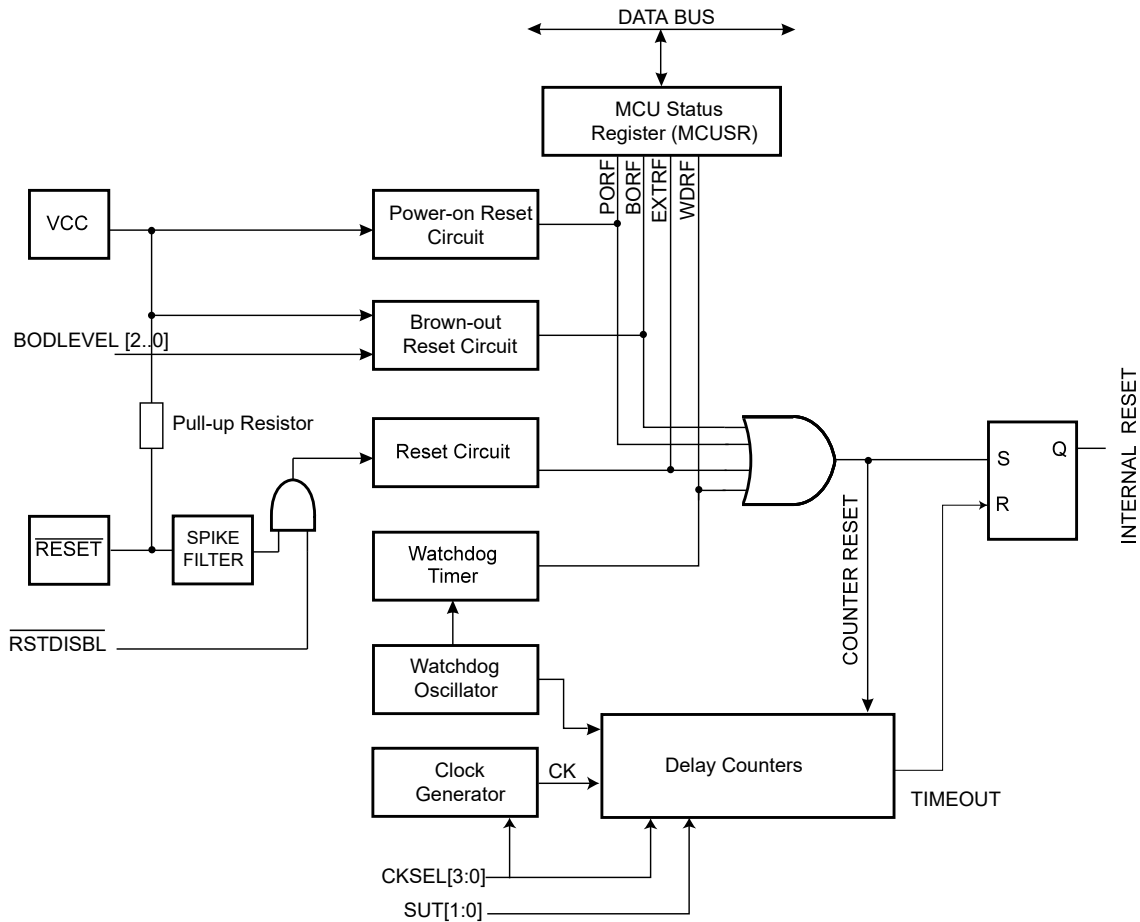 DATA BUS
MCU Status
Register (MCUSR)
PORF
BORF
EXTRF
WDRF
VCC
Power-on Reset
Circuit
BODLEVEL [2..0]
Brown-out
Reset Circuit
Pull-up Resistor
Reset Circuit
S
Q
R
INTERNAL RESET
RESET
SPIKE
FILTER
Watchdog
Timer
COUNTER RESET
RSTDISBL
Watchdog
Oscillator
Clock
Generator
CK
Delay Counters
TIMEOUT
CKSEL[3:0]
SUT[1:0]